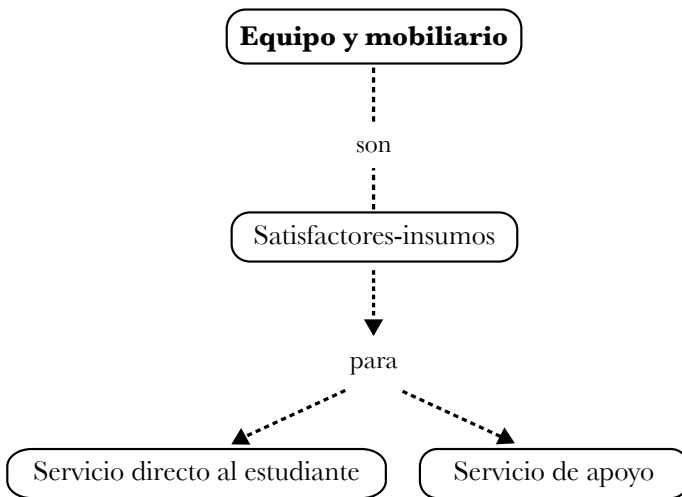 Equipo y mobiliario
son
Satisfactores-insumos
para
Servicio directo al estudiante
Servicio de apoyo